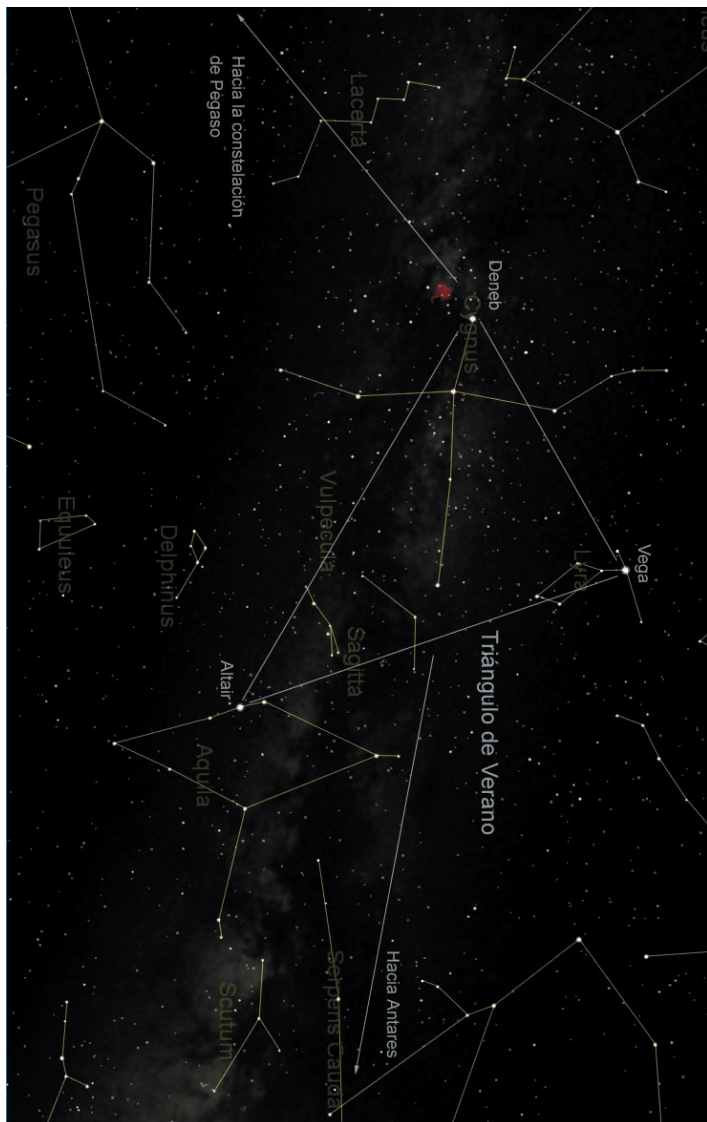 Vega
Lyra
Deneb
Triángulo de Verano
Cygnus
Hacia Antares
Lacerta
Sagitta
Serpens Cauda
Vulpecula
Hacia la constelación
de Pegaso
Altair
Scutum
Aquila
Delphinus
Equuleus
Pegasus